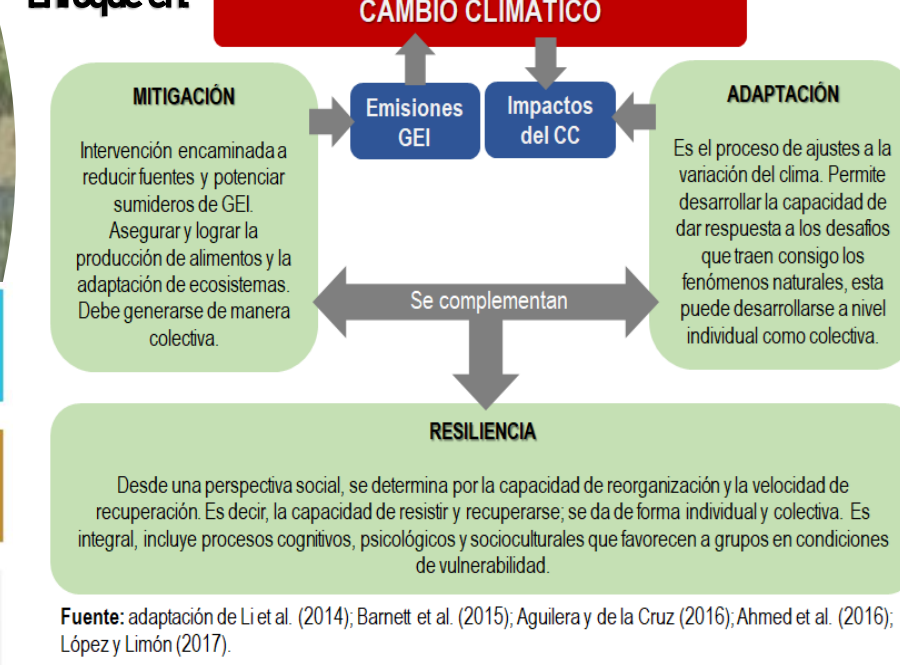 Enfoque en:
CAMBIO CLIMÁTICO
MITIGACIÓN
Intervención encaminada a
reducir fuentes y potenciar
sumideros de GEI.
Asegurar y lograr la
producción de alimentos y la
adaptación de ecosistemas.
Debe generarse de manera
colectiva.
Emisiones
GEI
Impactos
del CC
ADAPTACIÓN
Es el proceso de ajustes a la
variación del clima. Permite
desarrollar la capacidad de
dar respuesta a los desafíos
que traen consigo los
fenómenos naturales, esta
puede desarrollarse a nivel
individual como colectiva.
Se complementan
RESILIENCIA
Desde una perspectiva social, se determina por la capacidad de reorganización y la velocidad de
recuperación. Es decir, la capacidad de resistir y recuperarse; se da de forma individual y colectiva. Es
integral, incluye procesos cognitivos, psicológicos y socioculturales que favorecen a grupos en condiciones
de vulnerabilidad.
Fuente: adaptación de Li et al. (2014); Barnett et al. (2015); Aguilera y de la Cruz (2016); Ahmed et al. (2016);
López y Limón (2017).